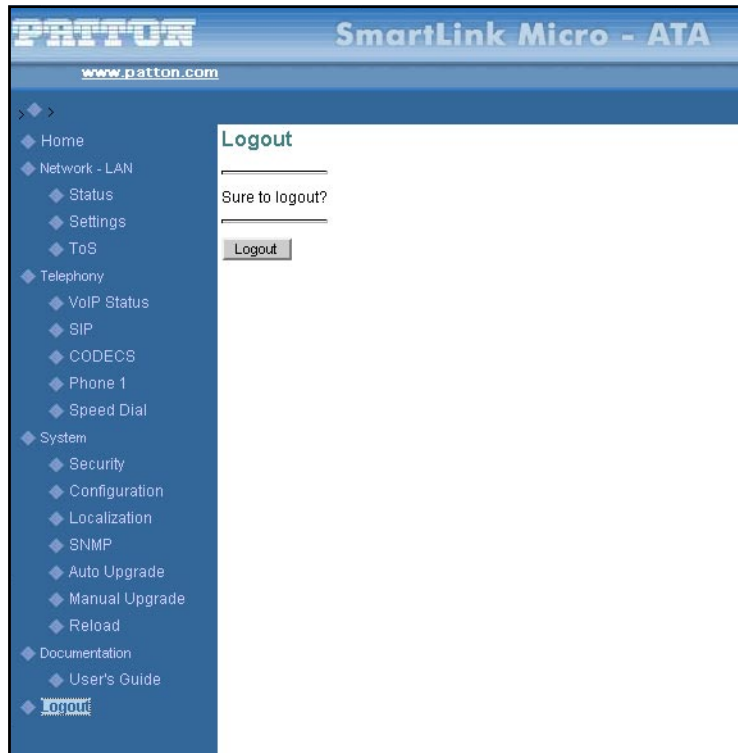 PATTON
SmartLink Micro - ATA
www.patton.com
> >
Home
Network - LAN
Status
Settings
ToS
Telephony
VoIP Status
SIP
CODECS
Phone 1
Speed Dial
System
Security
Configuration
Localization
SNMP
Auto Upgrade
Manual Upgrade
Reload
Documentation
User's Guide
Logout
Logout
Sure to logout?
Logout